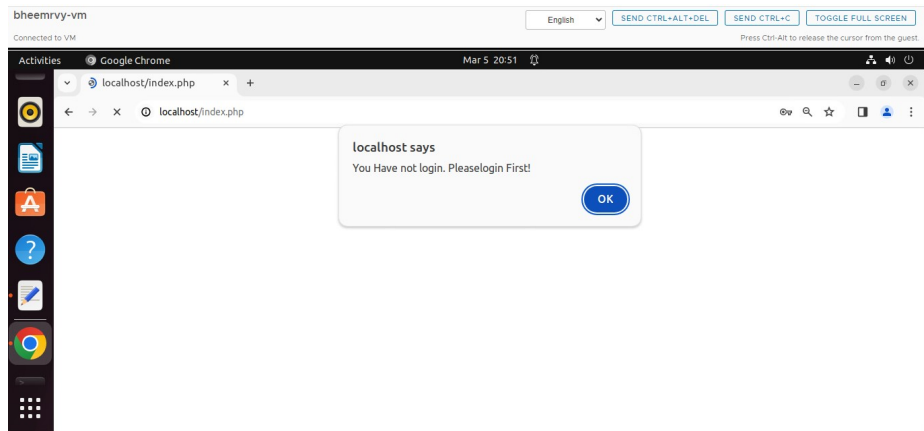 bheemrvy-vm
English
SEND CTRL+ALT+DEL
SEND CTRL+C
TOGGLE FULL SCREEN
Connected to VM
Press Ctrl-Alt to release the cursor from the guest.
Activities
Google Chrome
Mar 5 20:51
localhost/index.php
localhost/index.php
localhost says
You Have not login. Pleaselogin First!
OK